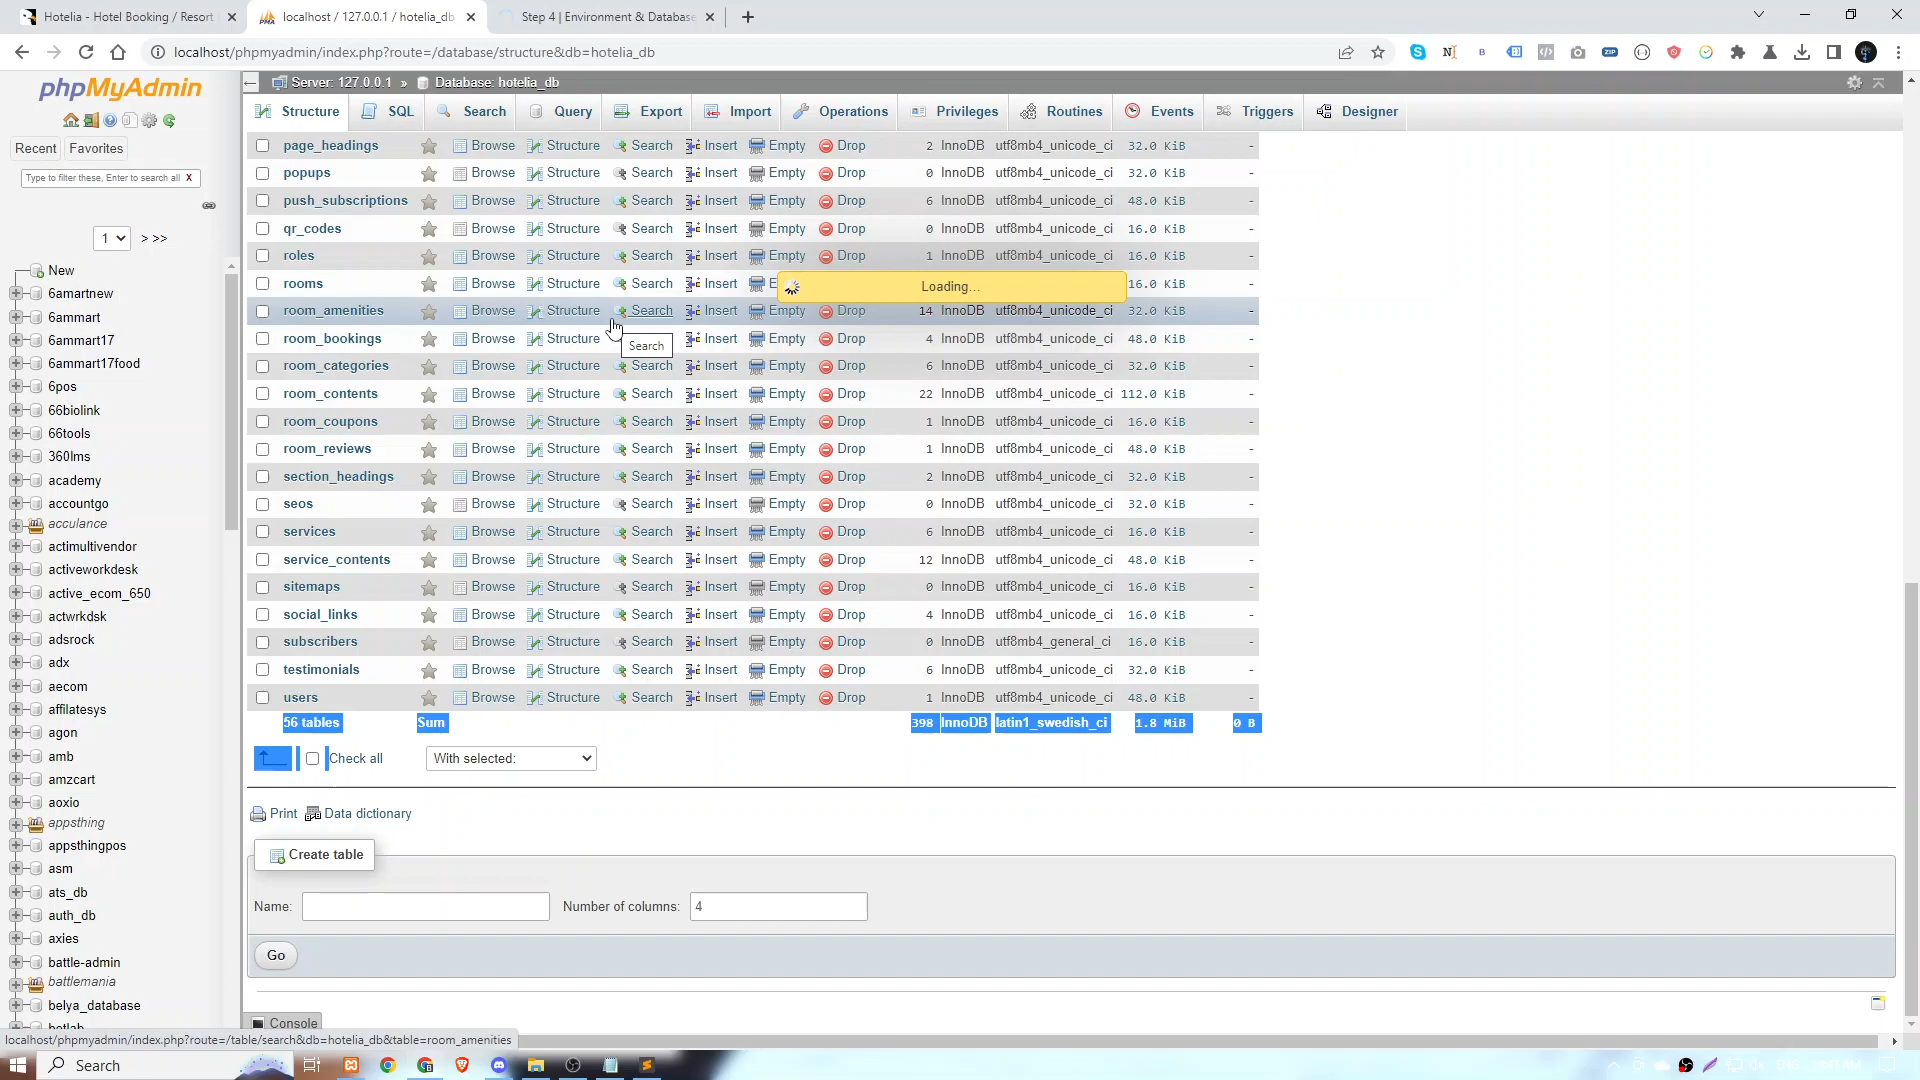 Hotelia - Hotel Booking / Resort
localhost / 127.0.0.1 / hotelia_db
Step 4 | Environment & Database
localhost/phpmyadmin/index.php?route=/database/structure&db=hotelia_db
phpMyAdmin
Recent Favorites
Type to filter these, Enter to search all X
1 > >>
New
6amartnew
6ammart
6ammart17
6ammart17food
6pos
66biolink
66tools
360lms
academy
accountgo
acculance
actimultivendor
activeworkdesk
active_ecom_650
actwrkdsk
adsrock
adx
aecom
affilatesys
agon
amb
amzcart
aoxio
appsthing
appsthingpos
asm
ats_db
auth_db
axies
battle-admin
battlemania
belya_database
Server: 127.0.0.1 » Database: hotelia_db
Structure SQL Search Query Export Import Operations Privileges Routines Events Triggers Designer
page_headings Browse Structure Search Insert Empty Drop 2 InnoDB utf8mb4_unicode_ci 32.0 KiB -
popups Browse Structure Search Insert Empty Drop 0 InnoDB utf8mb4_unicode_ci 32.0 KiB -
push_subscriptions Browse Structure Search Insert Empty Drop 6 InnoDB utf8mb4_unicode_ci 48.0 KiB -
qr_codes Browse Structure Search Insert Empty Drop 0 InnoDB utf8mb4_unicode_ci 16.0 KiB -
roles Browse Structure Search Insert Empty Drop 1 InnoDB utf8mb4_unicode_ci 16.0 KiB -
rooms Browse Structure Search Insert E Loading... 16.0 KiB -
room_amenities Browse Structure Search Insert Empty Drop 14 InnoDB utf8mb4_unicode_ci 32.0 KiB -
room_bookings Browse Structure Search Insert Empty Drop 4 InnoDB utf8mb4_unicode_ci 48.0 KiB -
room_categories Browse Structure Search Insert Empty Drop 6 InnoDB utf8mb4_unicode_ci 32.0 KiB -
room_contents Browse Structure Search Insert Empty Drop 22 InnoDB utf8mb4_unicode_ci 112.0 KiB -
room_coupons Browse Structure Search Insert Empty Drop 1 InnoDB utf8mb4_unicode_ci 16.0 KiB -
room_reviews Browse Structure Search Insert Empty Drop 1 InnoDB utf8mb4_unicode_ci 48.0 KiB -
section_headings Browse Structure Search Insert Empty Drop 2 InnoDB utf8mb4_unicode_ci 32.0 KiB -
seos Browse Structure Search Insert Empty Drop 0 InnoDB utf8mb4_unicode_ci 32.0 KiB -
services Browse Structure Search Insert Empty Drop 6 InnoDB utf8mb4_unicode_ci 16.0 KiB -
service_contents Browse Structure Search Insert Empty Drop 12 InnoDB utf8mb4_unicode_ci 48.0 KiB -
sitemaps Browse Structure Search Insert Empty Drop 0 InnoDB utf8mb4_unicode_ci 16.0 KiB -
social_links Browse Structure Search Insert Empty Drop 4 InnoDB utf8mb4_unicode_ci 16.0 KiB -
subscribers Browse Structure Search Insert Empty Drop 0 InnoDB utf8mb4_general_ci 16.0 KiB -
testimonials Browse Structure Search Insert Empty Drop 6 InnoDB utf8mb4_unicode_ci 32.0 KiB -
users Browse Structure Search Insert Empty Drop 1 InnoDB utf8mb4_unicode_ci 48.0 KiB -
56 tables Sum 398 InnoDB latin1_swedish_ci 1.8 MiB 0 B
Check all With selected:
Print Data dictionary
Create table
Name: Number of columns: 4
Go
Console
localhost/phpmyadmin/index.php?route=/table/search&db=hotelia_db&table=room_amenities
Search